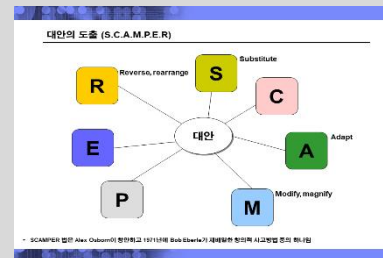 대안의 도출 (S.C.A.M.P.E.R)
Substitute
S
Reverse, rearrange
R
C
대안
Adapt
A
E
P
Modify, magnify
M
- SCAMPER 법은 Alex Osborn이 창안하고 1971년에 Bob Eberle가 재배열한 창의적 사고방법 중의 하나임